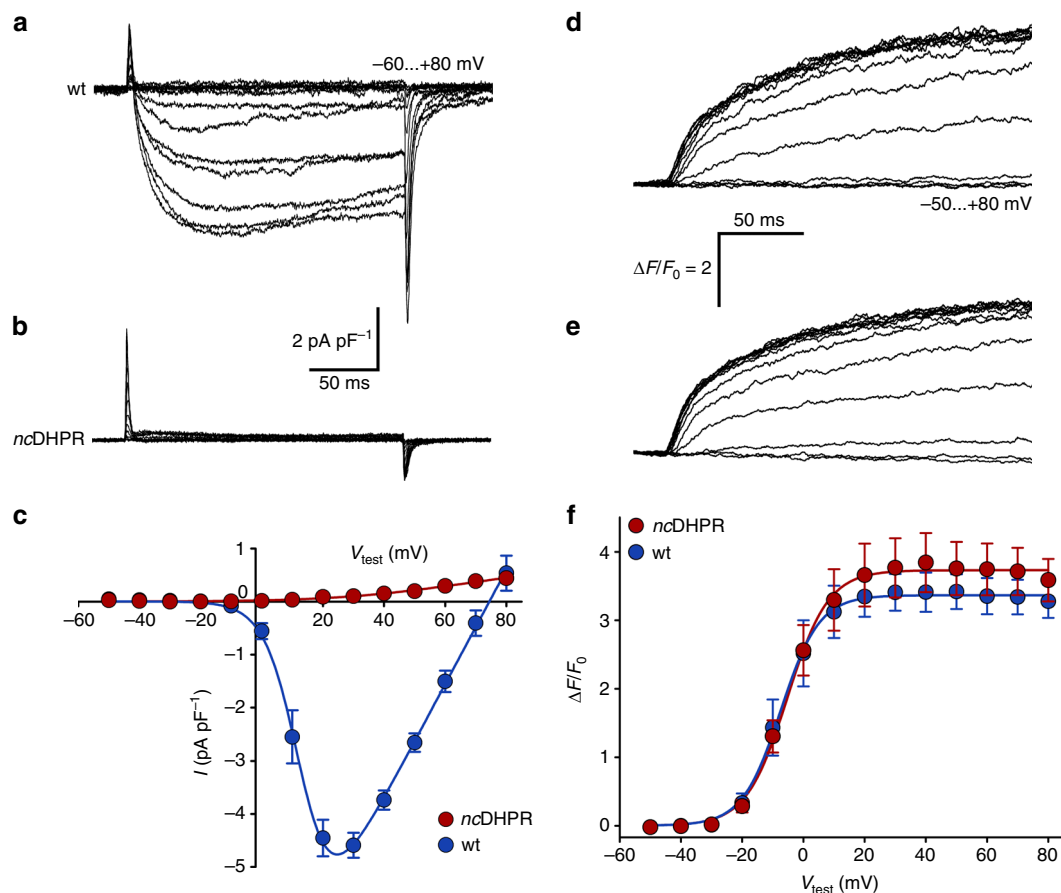 a
wt
−60...+80 mV
2 pA pF−1
50 ms
b
ncDHPR
c
Vtest (mV)
1
0
−1
−2
−3
−4
−5
−60
−40
−20
20
40
60
80
I (pA pF−1)
ncDHPR
wt
d
−50...+80 mV
50 ms
ΔF/F0 = 2
e
f
ncDHPR
wt
4
3
2
1
0
ΔF/F0
−60
−40
−20
0
20
40
60
80
Vtest (mV)